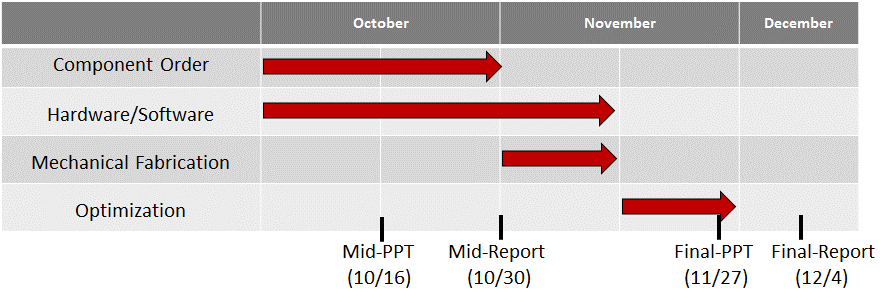 October November December
Component Order
Hardware/Software
Mechanical Fabrication
Optimization
Mid-PPT Mid-Report Final-PPT Final-Report
(10/16) (10/30) (11/27) (12/4)